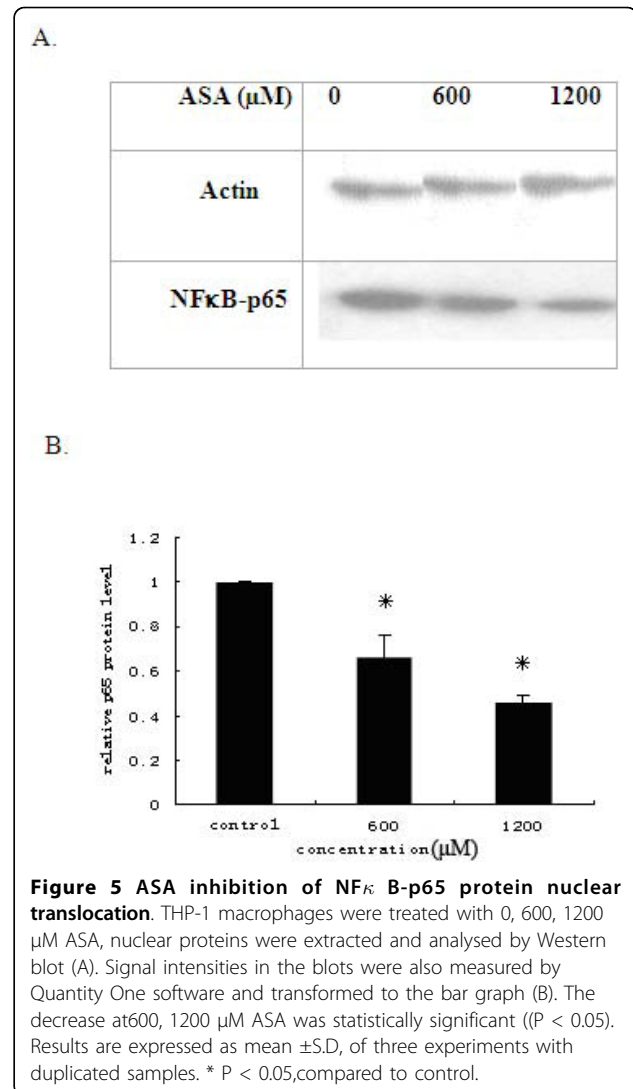 A.
ASA (µM) 0 600 1200
Actin
NFκB-p65
B.
relative p65 protein level
1.2
1
0.8
0.6
0.4
0.2
0
*
*
control 600 1200
concentration(µM)
Figure 5 ASA inhibition of NFκ B-p65 protein nuclear
translocation. THP-1 macrophages were treated with 0, 600, 1200
µM ASA, nuclear proteins were extracted and analysed by Western
blot (A). Signal intensities in the blots were also measured by
Quantity One software and transformed to the bar graph (B). The
decrease at600, 1200 µM ASA was statistically significant ((P < 0.05).
Results are expressed as mean ±S.D, of three experiments with
duplicated samples. * P < 0.05,compared to control.